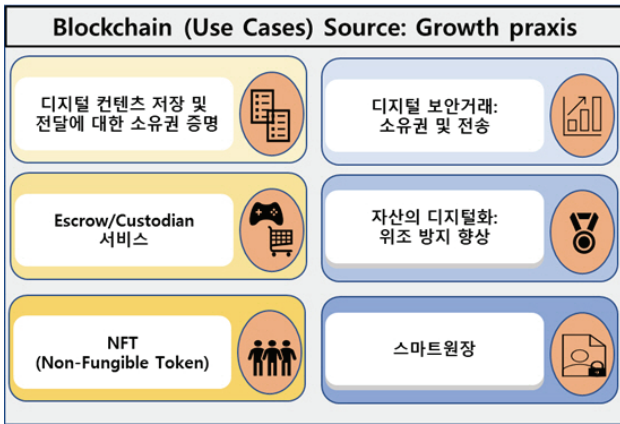 Blockchain (Use Cases) Source: Growth praxis
디지털 컨텐츠 저장 및
전달에 대한 소유권 증명
디지털 보안거래:
소유권 및 전송
Escrow/Custodian
서비스
자산의 디지털화:
위조 방지 향상
NFT
(Non-Fungible Token)
스마트원장